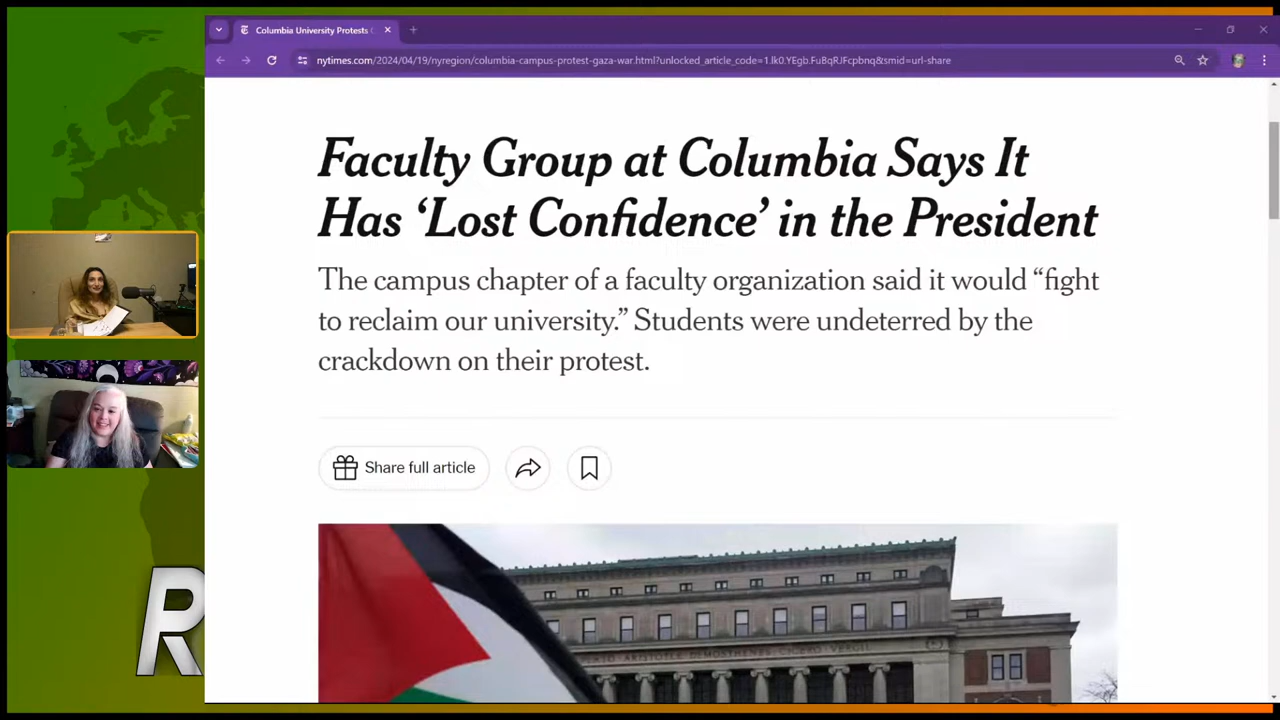 Columbia University Protests
nytimes.com/2024/04/19/nyregion/columbia-campus-protest-gaza-war.html?unlocked_article_code=1.lk0.YEgb.FuBqRJFcpbnq&smid=url-share
Faculty Group at Columbia Says It
Has ‘Lost Confidence’ in the President
The campus chapter of a faculty organization said it would “fight
to reclaim our university.” Students were undeterred by the
crackdown on their protest.
Share full article
DEMOSTHENES CICERO VERGIL
R